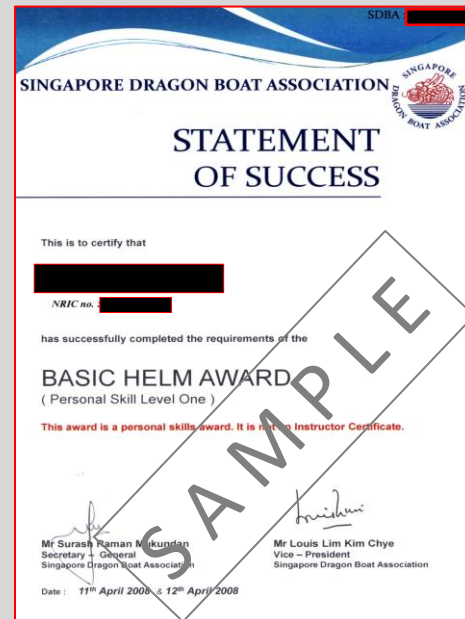 SDBA :
SINGAPORE DRAGON BOAT ASSOCIATION
SINGAPORE DRAGON BOAT ASSOCIATION
STATEMENT
OF SUCCESS
This is to certify that
NRIC no. :
has successfully completed the requirements of the
BASIC HELM AWARD
( Personal Skill Level One )
This award is a personal skills award. It is not an Instructor Certificate.
SAMPLE
Mr Surash Raman Mukundan
Secretary – General
Singapore Dragon Boat Association
Mr Louis Lim Kim Chye
Vice – President
Singapore Dragon Boat Association
Date : 11th April 2008 & 12th April 2008